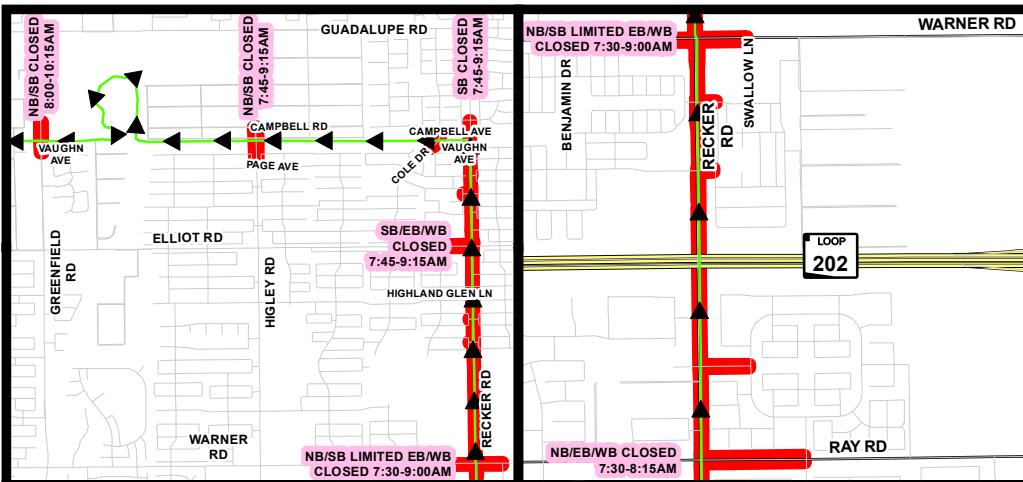 GUADALUPE RD
NB/SB CLOSED
8:00-10:15AM
NB/SB CLOSED
7:45-9:15AM
SB CLOSED
7:45-9:15AM
CAMPBELL RD
CAMPBELL AVE
VAUGHN
AVE
VAUGHN
AVE
PAGE AVE
COLE DR
ELLIOT RD
SB/EB/WB
CLOSED
7:45-9:15AM
GREENFIELD
RD
HIGLEY RD
HIGHLAND GLEN LN
RECKER RD
WARNER
RD
NB/SB LIMITED EB/WB
CLOSED 7:30-9:00AM
WARNER RD
NB/SB LIMITED EB/WB
CLOSED 7:30-9:00AM
BENJAMIN DR
RECKER
RD
SWALLOW LN
LOOP
202
NB/EB/WB CLOSED
7:30-8:15AM
RAY RD